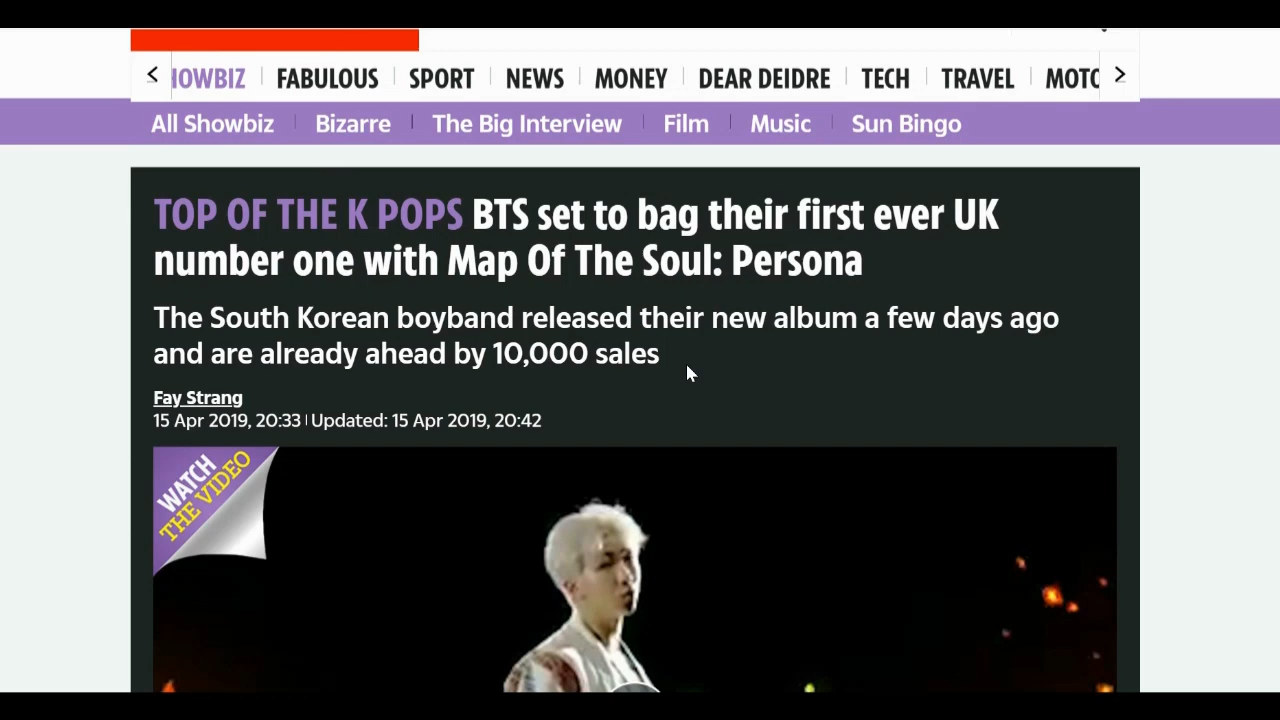 HOWBIZ FABULOUS SPORT NEWS MONEY DEAR DEIDRE TECH TRAVEL MOTO
All Showbiz Bizarre The Big Interview Film Music Sun Bingo
TOP OF THE K POPS BTS set to bag their first ever UK
number one with Map Of The Soul: Persona
The South Korean boyband released their new album a few days ago
and are already ahead by 10,000 sales
Fay Strang
15 Apr 2019, 20:33 | Updated: 15 Apr 2019, 20:42
WATCH
THE VIDEO